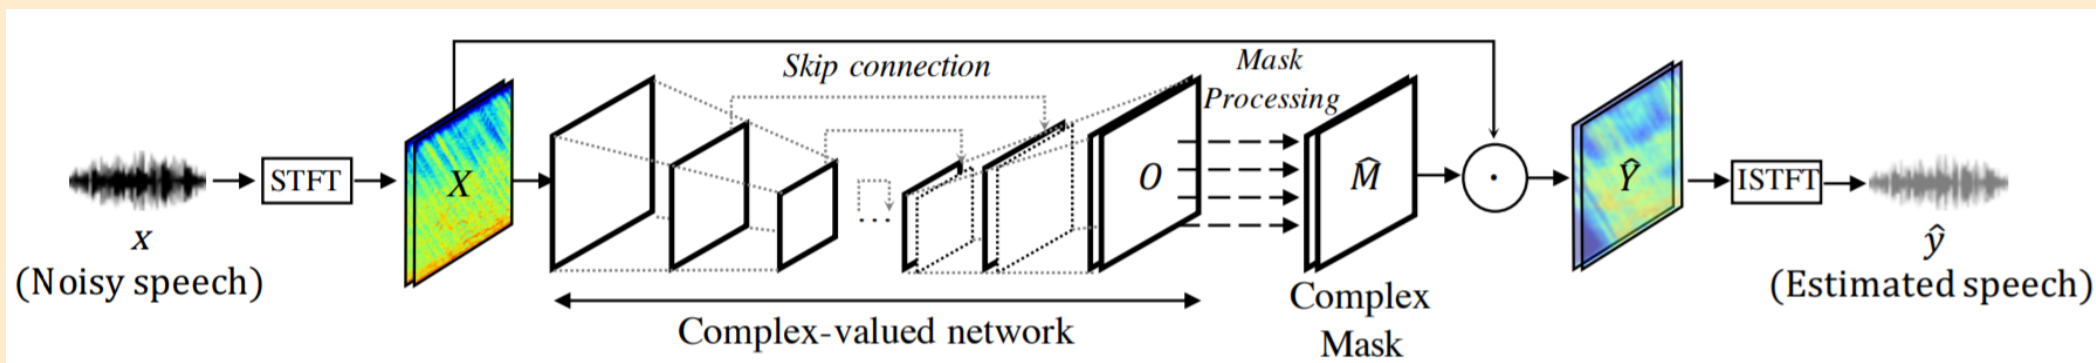 x
(Noisy speech)
STFT
X
Skip connection
...
Complex-valued network
O
Mask
Processing
M̂
Complex
Mask
·
Ŷ
ISTFT
ŷ
(Estimated speech)